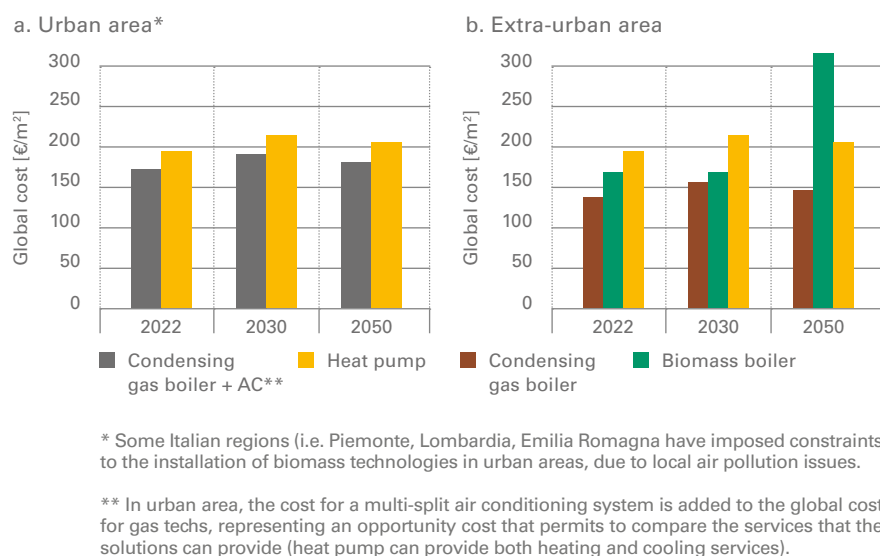 a. Urban area*
b. Extra-urban area
Global cost [€/m²]
300
250
200
150
100
50
0
2022
2030
2050
Global cost [€/m²]
300
250
200
150
100
50
0
2022
2030
2050
Condensing
gas boiler + AC**
Heat pump
Condensing
gas boiler
Biomass boiler
* Some Italian regions (i.e. Piemonte, Lombardia, Emilia Romagna have imposed constraints
to the installation of biomass technologies in urban areas, due to local air pollution issues.
** In urban area, the cost for a multi-split air conditioning system is added to the global cost
for gas techs, representing an opportunity cost that permits to compare the services that the
solutions can provide (heat pump can provide both heating and cooling services).